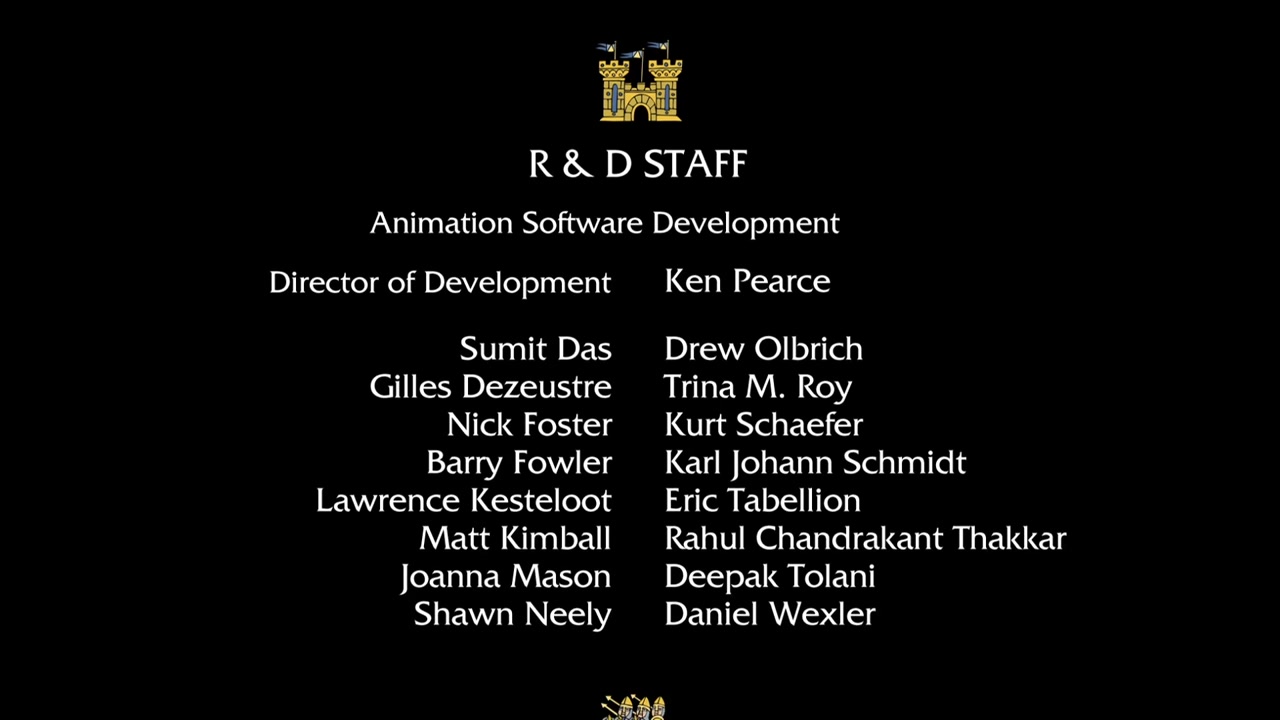 R & D STAFF
Animation Software Development
Director of Development Ken Pearce
Sumit Das Drew Olbrich
Gilles Dezeustre Trina M. Roy
Nick Foster Kurt Schaefer
Barry Fowler Karl Johann Schmidt
Lawrence Kesteloot Eric Tabellion
Matt Kimball Rahul Chandrakant Thakkar
Joanna Mason Deepak Tolani
Shawn Neely Daniel Wexler